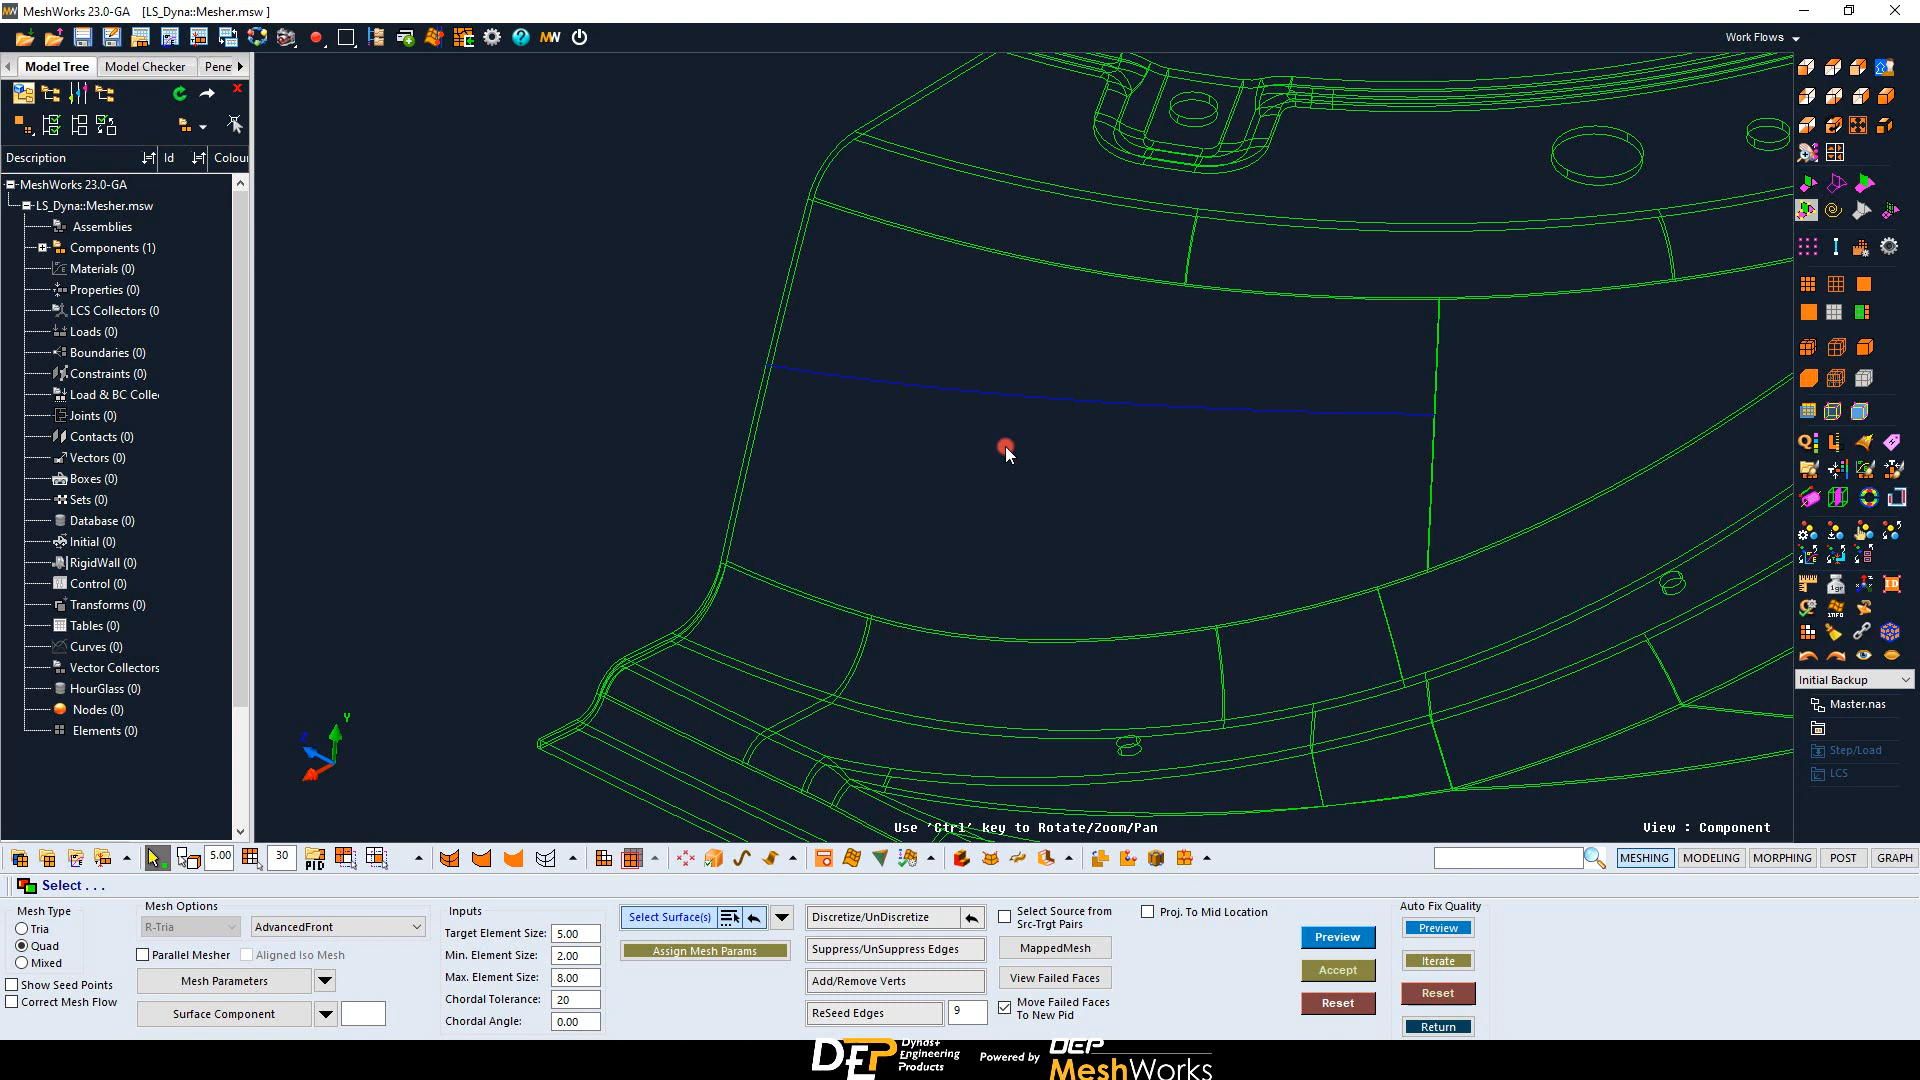 MeshWorks 23.0-GA [LS_Dyna::Mesher.msw ]
MW
Work Flows
Model Tree
Model Checker
Pene
Description
Id
Colour
MeshWorks 23.0-GA
LS_Dyna::Mesher.msw
Assemblies
Components (1)
Materials (0)
Properties (0)
LCS Collectors (0
Loads (0)
Boundaries (0)
Constraints (0)
Load & BC Colle
Joints (0)
Contacts (0)
Vectors (0)
Boxes (0)
Sets (0)
Database (0)
Initial (0)
RigidWall (0)
Control (0)
Transforms (0)
Tables (0)
Curves (0)
Vector Collectors
HourGlass (0)
Nodes (0)
Elements (0)
Y
Z
Use 'Ctrl' key to Rotate/Zoom/Pan
View : Component
Initial Backup
Master.nas
Step/Load
LCS
5.00
30
PID
MESHING
MODELING
MORPHING
POST
GRAPH
Select . . .
Mesh Type
Tria
Quad
Mixed
Show Seed Points
Correct Mesh Flow
Mesh Options
R-Tria
AdvancedFront
Parallel Mesher
Aligned Iso Mesh
Mesh Parameters
Surface Component
Inputs
Target Element Size: 5.00
Min. Element Size: 2.00
Max. Element Size: 8.00
Chordal Tolerance: 20
Chordal Angle: 0.00
Select Surface(s)
Assign Mesh Params
Discretize/UnDiscretize
Suppress/UnSuppress Edges
Add/Remove Verts
ReSeed Edges
9
Select Source from
Src-Trgt Pairs
MappedMesh
View Failed Faces
Move Failed Faces
To New Pid
Proj. To Mid Location
Preview
Accept
Reset
Auto Fix Quality
Preview
Iterate
Reset
Return
DEP
Engineering
Products
Powered by
DEP
MeshWorks